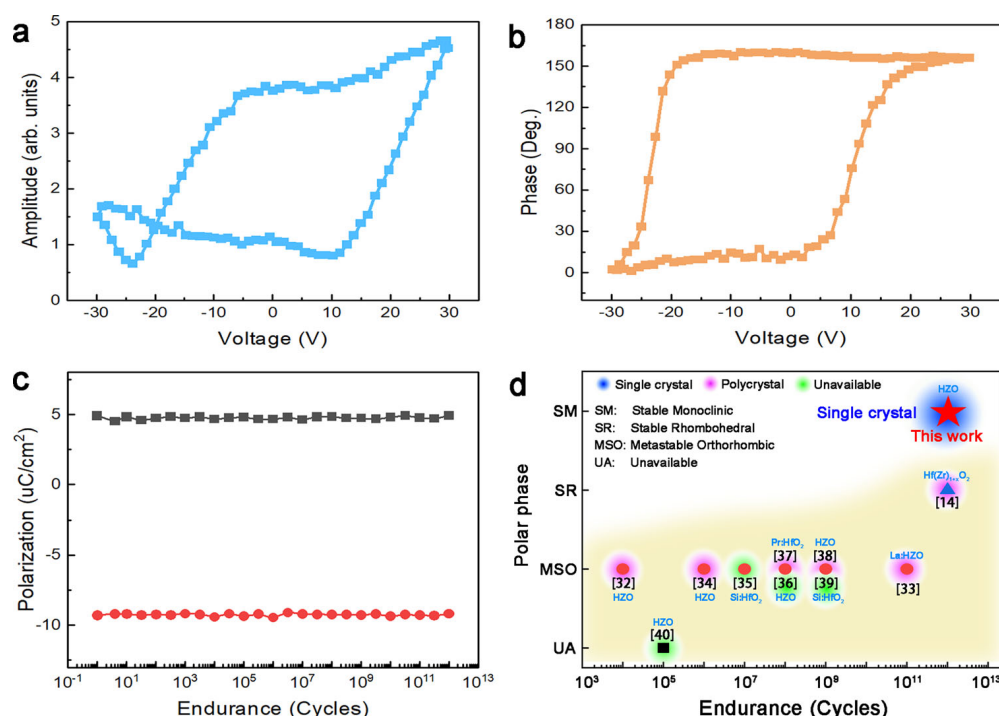 a
Amplitude (arb. units)
5
4
3
2
1
0
-30 -20 -10 0 10 20 30
Voltage (V)
b
Phase (Deg.)
180
150
120
90
60
30
0
-30 -20 -10 0 10 20 30
Voltage (V)
c
Polarization (uC/cm²)
5
0
-5
-10
10⁻¹ 10¹ 10³ 10⁵ 10⁷ 10⁹ 10¹¹ 10¹³
Endurance (Cycles)
d
Polar phase
Single crystal Polycrystal Unavailable
SM: Stable Monoclinic
SR: Stable Rhombohedral
MSO: Metastable Orthorhombic
UA: Unavailable
HZO
Single crystal
This work
Hf(Zr)₁₊ₓO₂
[14]
Pr:HfO₂ HZO La:HZO
[37] [38]
[32] [34] [35] [36] [39] [33]
HZO HZO Si:HfO₂ HZO Si:HfO₂
HZO
[40]
SM
SR
MSO
UA
10³ 10⁵ 10⁷ 10⁹ 10¹¹ 10¹³
Endurance (Cycles)